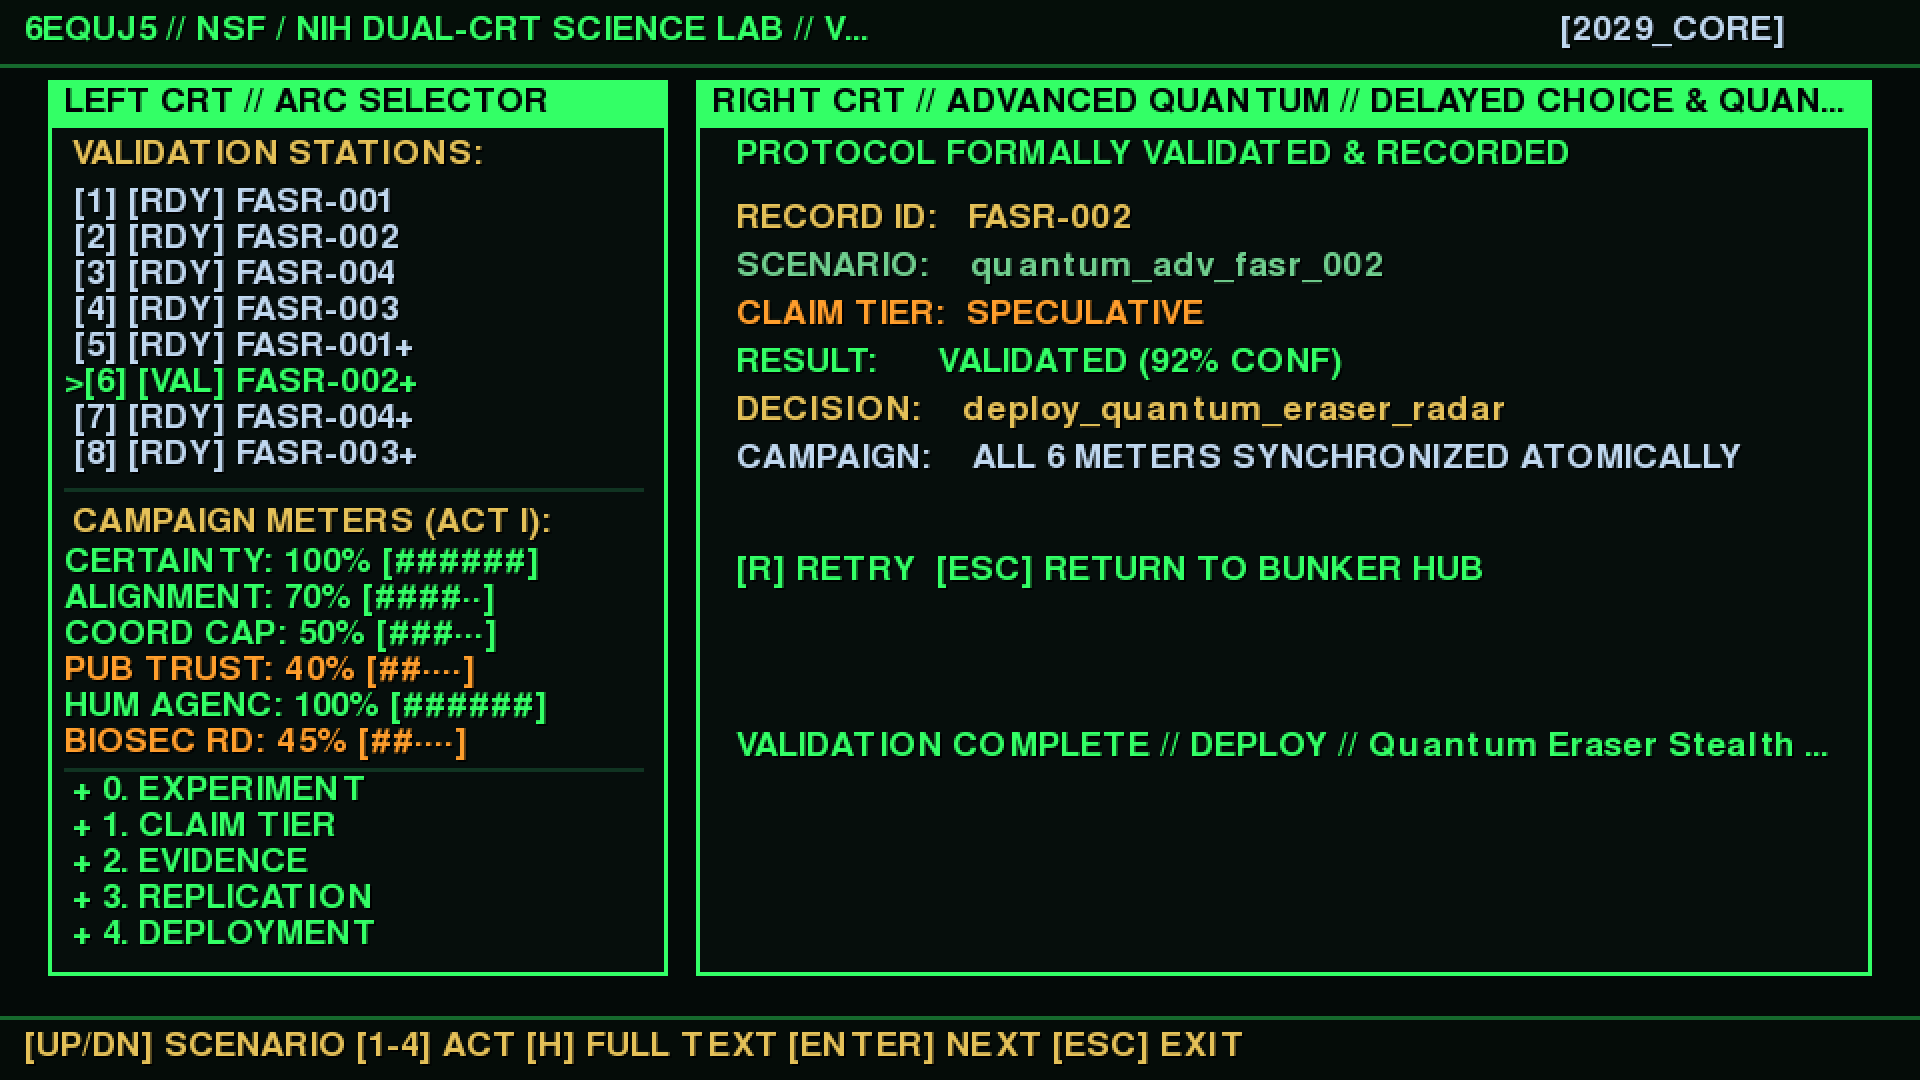 6EQUJ5 // NSF / NIH DUAL-CRT SCIENCE LAB // V...
[2029_CORE]
LEFT CRT // ARC SELECTOR
VALIDATION STATIONS:
[1] [RDY] FASR-001
[2] [RDY] FASR-002
[3] [RDY] FASR-004
[4] [RDY] FASR-003
[5] [RDY] FASR-001+
>[6] [VAL] FASR-002+
[7] [RDY] FASR-004+
[8] [RDY] FASR-003+
CAMPAIGN METERS (ACT I):
CERTAINTY: 100% [######]
ALIGNMENT: 70% [####··]
COORD CAP: 50% [###···]
PUB TRUST: 40% [##····]
HUM AGENC: 100% [######]
BIOSEC RD: 45% [##····]
+ 0. EXPERIMENT
+ 1. CLAIM TIER
+ 2. EVIDENCE
+ 3. REPLICATION
+ 4. DEPLOYMENT
RIGHT CRT // ADVANCED QUANTUM // DELAYED CHOICE & QUAN...
PROTOCOL FORMALLY VALIDATED & RECORDED
RECORD ID: FASR-002
SCENARIO: quantum_adv_fasr_002
CLAIM TIER: SPECULATIVE
RESULT: VALIDATED (92% CONF)
DECISION: deploy_quantum_eraser_radar
CAMPAIGN: ALL 6 METERS SYNCHRONIZED ATOMICALLY
[R] RETRY [ESC] RETURN TO BUNKER HUB
VALIDATION COMPLETE // DEPLOY // Quantum Eraser Stealth ...
[UP/DN] SCENARIO [1-4] ACT [H] FULL TEXT [ENTER] NEXT [ESC] EXIT